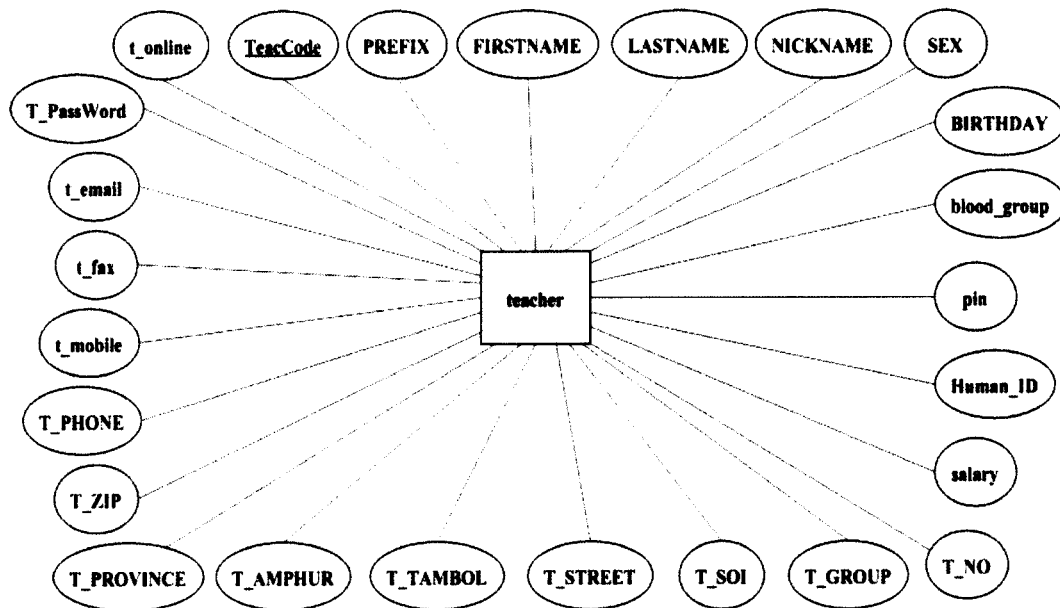 t_online
TeacCode
PREFIX
FIRSTNAME
LASTNAME
NICKNAME
SEX
T_PassWord
BIRTHDAY
t_email
blood_group
t_fax
teacher
pin
t_mobile
Human_ID
T_PHONE
salary
T_ZIP
T_PROVINCE
T_AMPHUR
T_TAMBOL
T_STREET
T_SOI
T_GROUP
T_NO